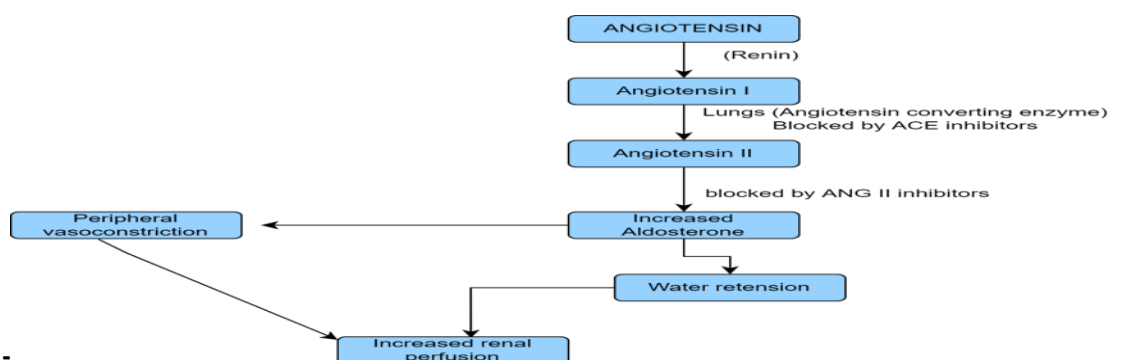 ANGIOTENSIN
(Renin)
Angiotensin I
Lungs (Angiotensin converting enzyme)
Blocked by ACE inhibitors
Angiotensin II
blocked by ANG II inhibitors
Peripheral
vasoconstriction
Increased
Aldosterone
Water retension
Increased renal
perfusion
-